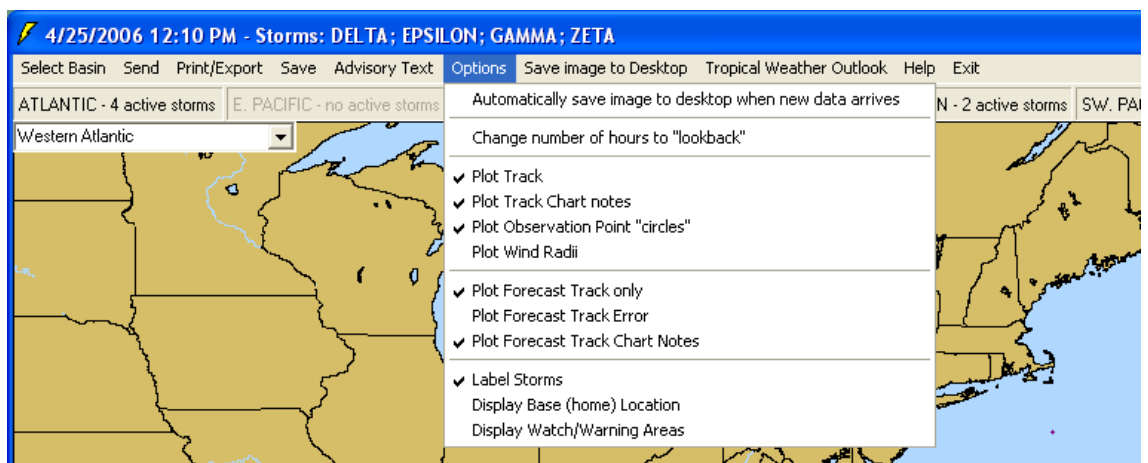 4/25/2006 12:10 PM - Storms: DELTA; EPSILON; GAMMA; ZETA
Select Basin Send Print/Export Save Advisory Text Options Save image to Desktop Tropical Weather Outlook Help Exit
ATLANTIC - 4 active storms E. PACIFIC - no active storms N - 2 active storms SW. PA
Western Atlantic
Automatically save image to desktop when new data arrives
Change number of hours to "lookback"
Plot Track
Plot Track Chart notes
Plot Observation Point "circles"
Plot Wind Radii
Plot Forecast Track only
Plot Forecast Track Error
Plot Forecast Track Chart Notes
Label Storms
Display Base (home) Location
Display Watch/Warning Areas